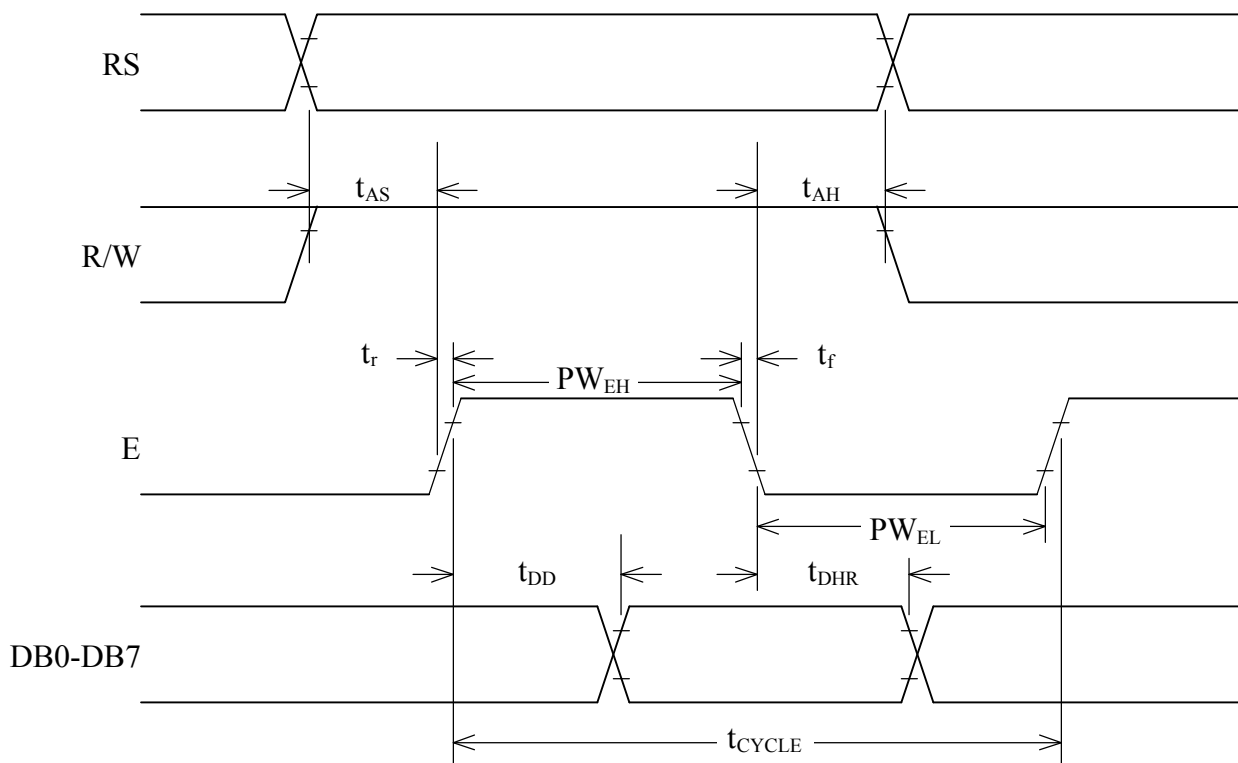 RS
tAS
tAH
R/W
tr
PWEH
tf
E
PWEL
tDD
tDHR
DB0-DB7
tCYCLE